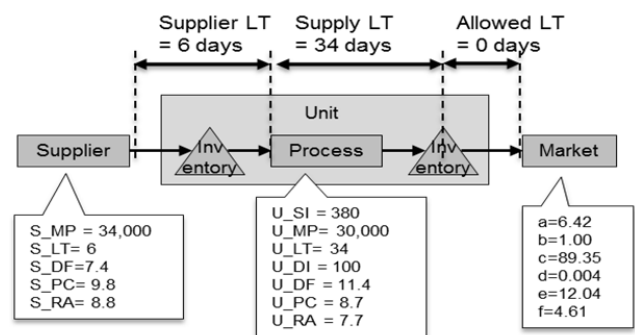 Supplier LT
= 6 days
Supply LT
= 34 days
Allowed LT
= 0 days
Unit
Supplier
Inv
entory
Process
Inv
entory
Market
S_MP = 34,000
S_LT= 6
S_DF=7.4
S_PC= 9.8
S_RA= 8.8
U_SI = 380
U_MP= 30,000
U_LT= 34
U_DI = 100
U_DF = 11.4
U_PC = 8.7
U_RA = 7.7
a=6.42
b=1.00
c=89.35
d=0.004
e=12.04
f=4.61